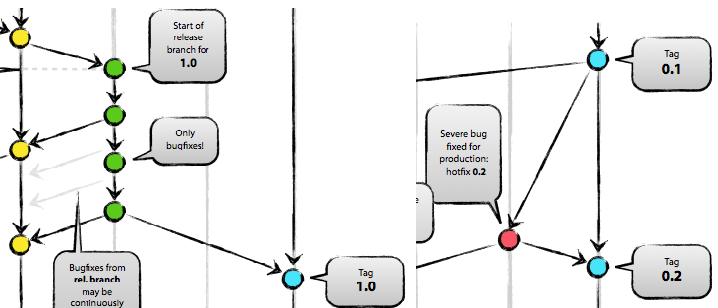 Start of
release
branch for
1.0
Only
bugfixes!
Bugfixes from
rel. branch
may be
continuously
Tag
1.0
Severe bug
fixed for
production:
hotfix 0.2
e
Tag
0.1
Tag
0.2